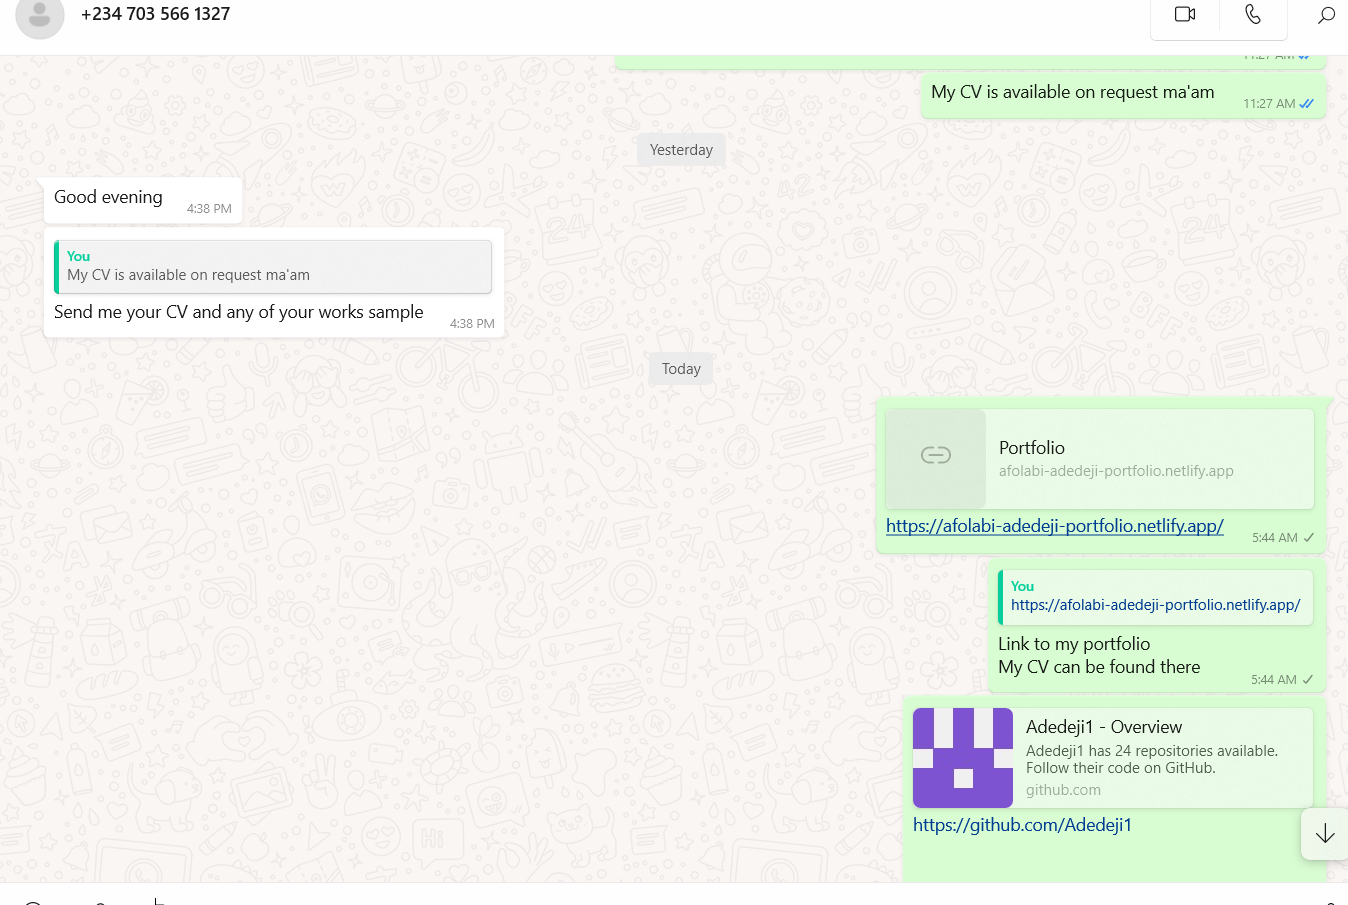 +234 703 566 1327
My CV is available on request ma'am
11:27 AM
Yesterday
Good evening
4:38 PM
You
My CV is available on request ma'am
Send me your CV and any of your works sample
4:38 PM
Today
Portfolio
afolabi-adedeji-portfolio.netlify.app
https://afolabi-adedeji-portfolio.netlify.app/
5:44 AM
You
https://afolabi-adedeji-portfolio.netlify.app/
Link to my portfolio
My CV can be found there
5:44 AM
Adedeji1 - Overview
Adedeji1 has 24 repositories available.
Follow their code on GitHub.
github.com
https://github.com/Adedeji1